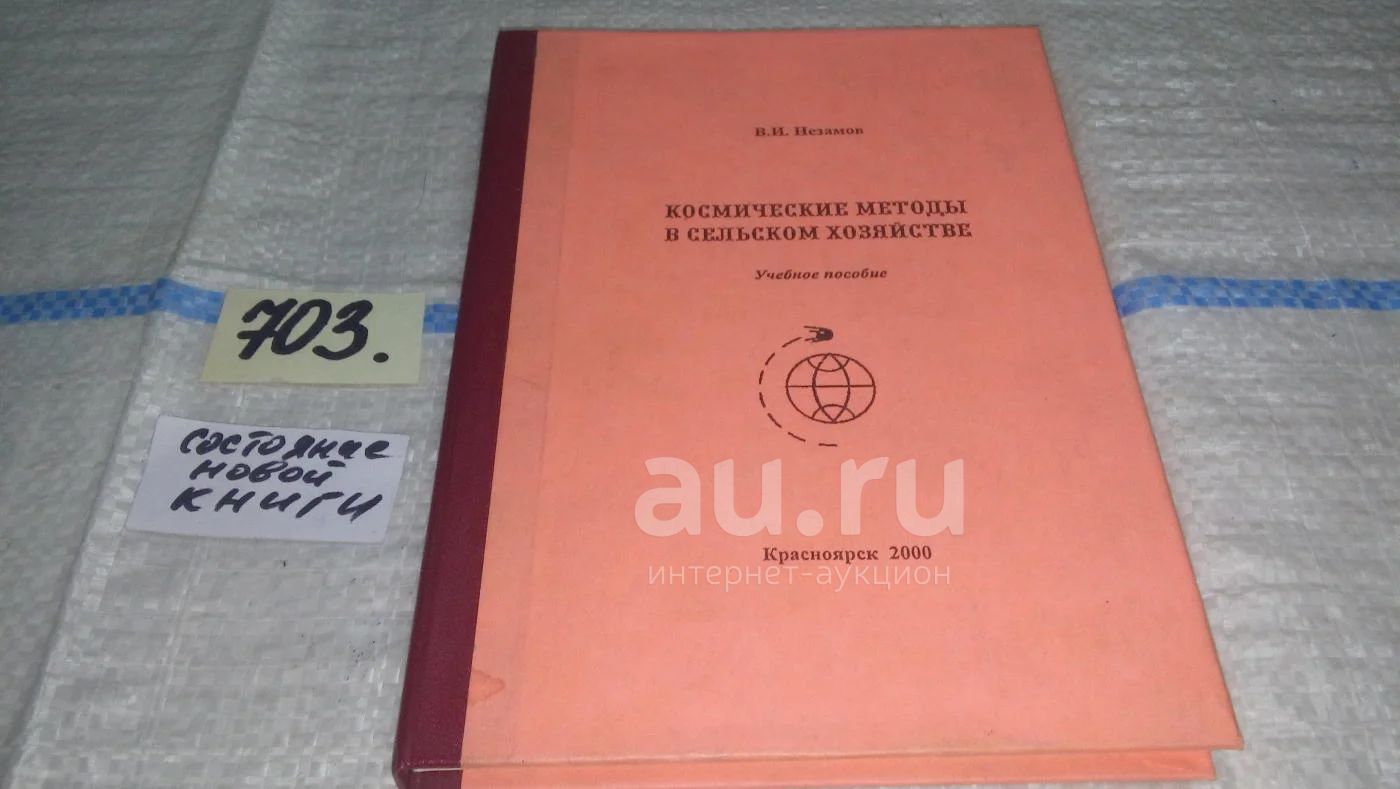 В.И. Незамов
КОСМИЧЕСКИЕ МЕТОДЫ
В СЕЛЬСКОМ ХОЗЯЙСТВЕ
Учебное пособие
703.
состояние
новой
книги
au.ru
Красноярск 2000
интернет-аукцион